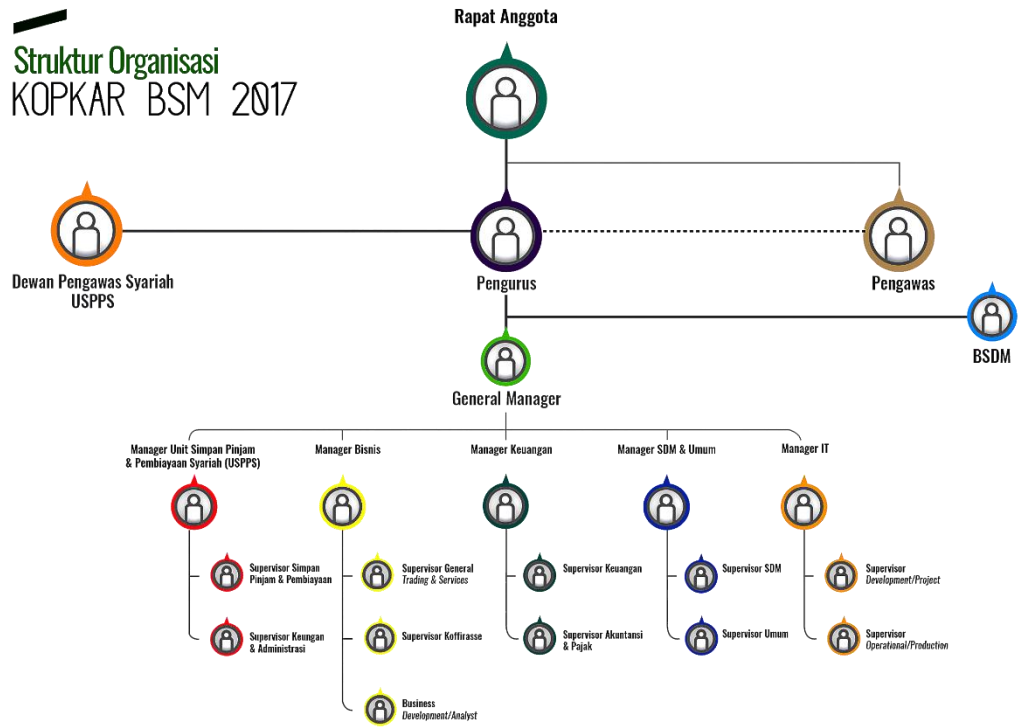 Struktur Organisasi
KOPKAR BSM 2017
Rapat Anggota
Dewan Pengawas Syariah
USPPS
Pengurus
Pengawas
BSDM
General Manager
Manager Unit Simpan Pinjam
& Pembiayaan Syariah (USPPS)
Manager Bisnis
Manager Keuangan
Manager SDM & Umum
Manager IT
Supervisor Simpan
Pinjam & Pembiayaan
Supervisor Keungan
& Administrasi
Supervisor General
Trading & Services
Supervisor Koffirasse
Business
Development/Analyst
Supervisor Keuangan
Supervisor Akuntansi
& Pajak
Supervisor SDM
Supervisor Umum
Supervisor
Development/Project
Supervisor
Operational/Production